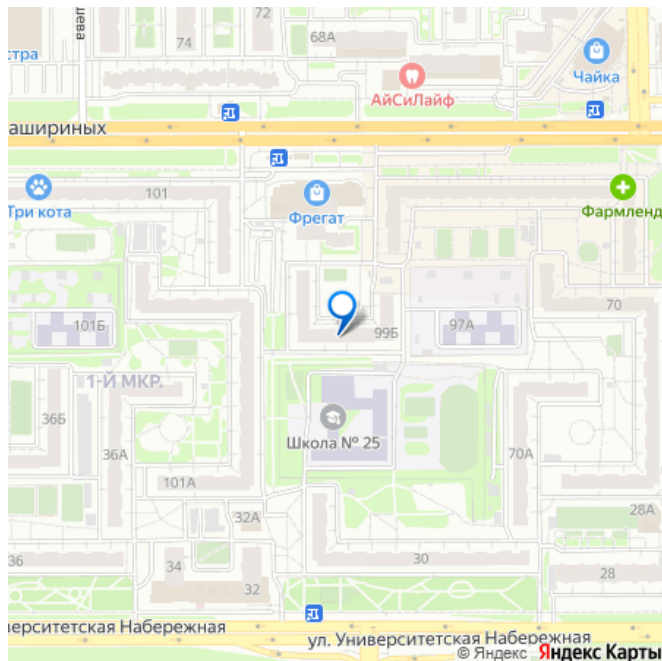 шева
72
74
68А
стра
АйСиЛайф
Чайка
ашириных
101
Три кота
Фрегат
Фармленд
70
101Б
99Б
97А
1-Й МКР.
36Б
Школа № 25
36А
101А
70А
32А
28А
36
34
30
32
28
верситетская Набережная
ул. Университетская Набережная
© Яндекс Яндекс Карты